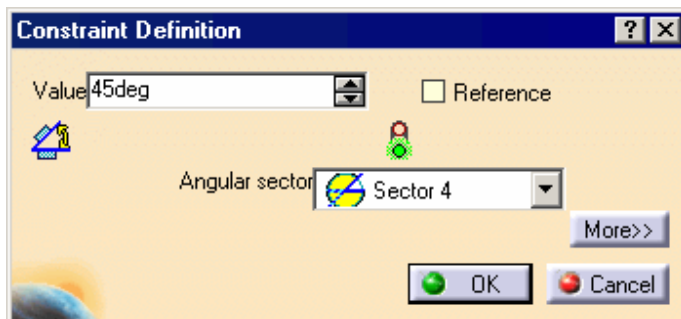 Constraint Definition
Value 45deg Reference
Angular sector Sector 4
More>>
OK Cancel